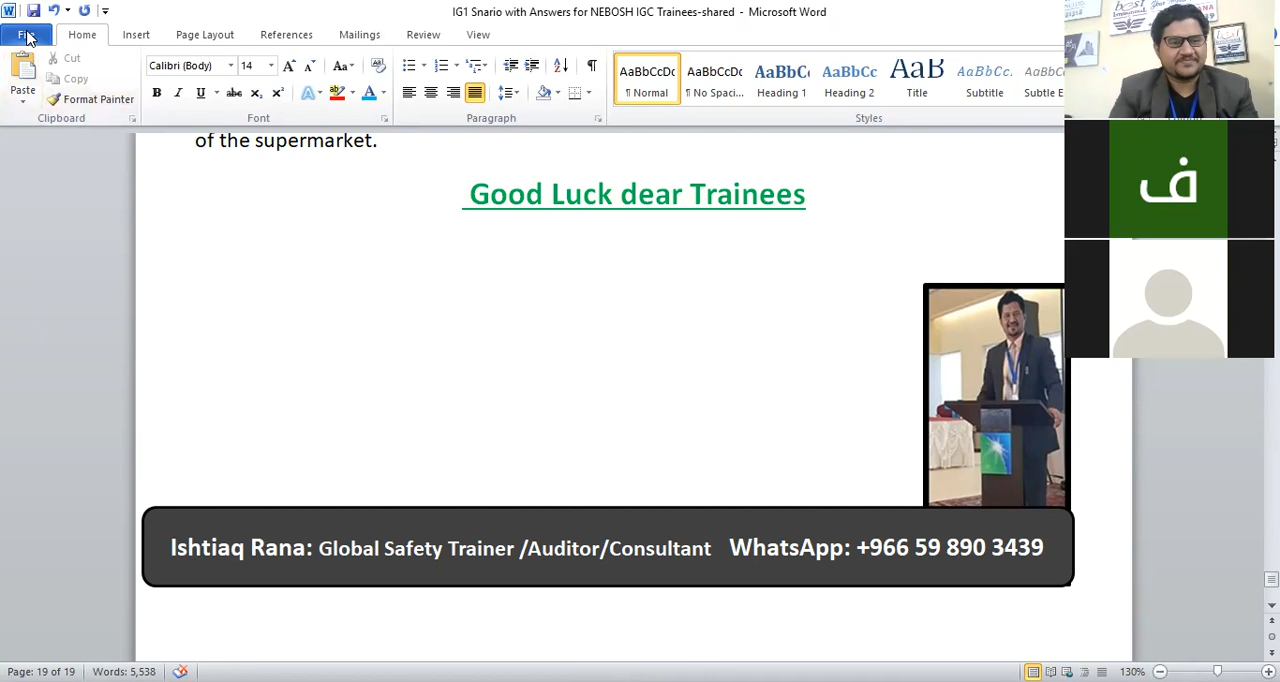 IG1 Snario with Answers for NEBOSH IGC Trainees-shared - Microsoft Word
Home Insert Page Layout References Mailings Review View
Paste
Cut
Copy
Format Painter
Clipboard
Calibri (Body) 14
Font
Paragraph
AaBbCcDc AaBbCcDc AaBbC AaBbCc AaB AaBbCc.
¶ Normal ¶ No Spaci... Heading 1 Heading 2 Title Subtitle Subtle E
Styles
of the supermarket.
Good Luck dear Trainees
ف
Ishtiaq Rana: Global Safety Trainer /Auditor/Consultant WhatsApp: +966 59 890 3439
Page: 19 of 19 Words: 5,538 130%